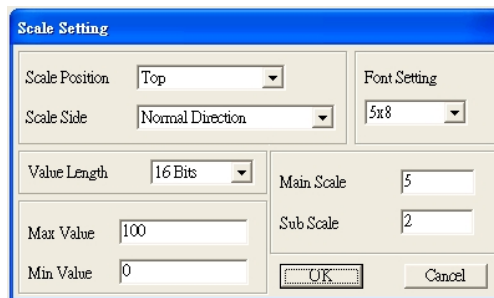 Scale Setting
Scale Position Top
Scale Side Normal Direction
Font Setting
5x8
Value Length 16 Bits
Max Value 100
Min Value 0
Main Scale 5
Sub Scale 2
OK Cancel